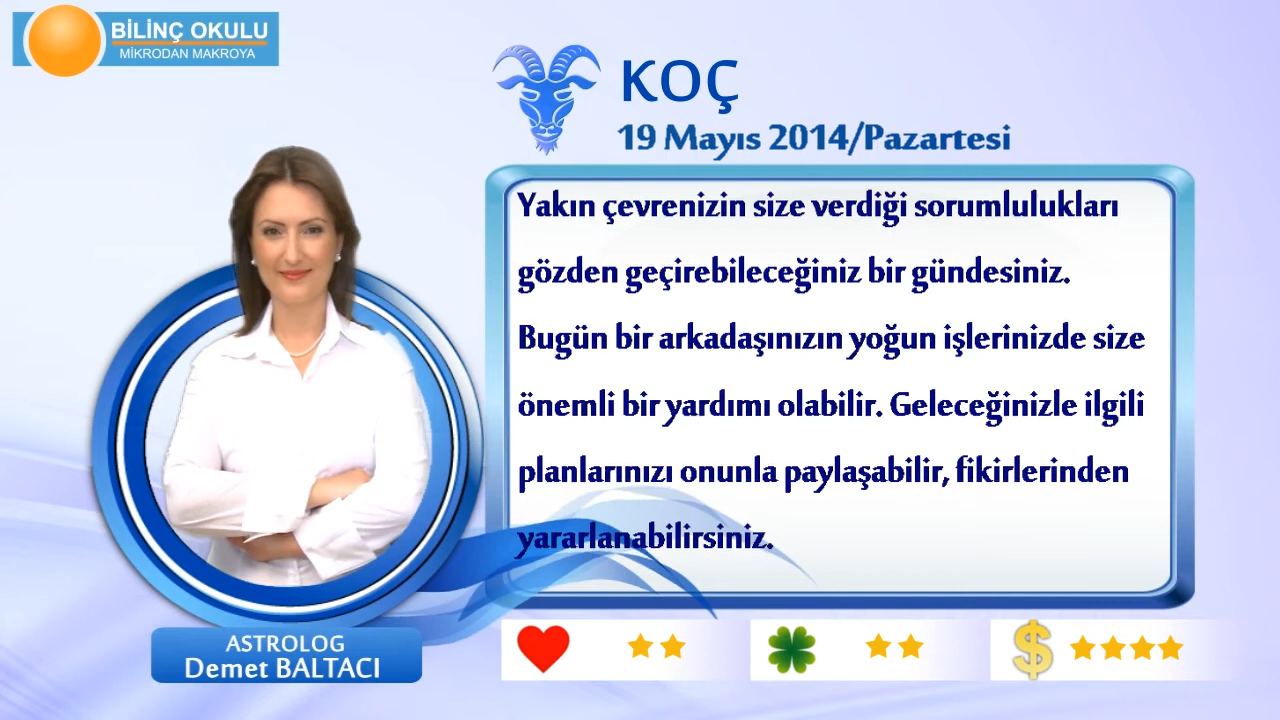 BİLİNÇ OKULU
MİKRODAN MAKROYA
KOÇ
19 Mayıs 2014/Pazartesi
Yakın çevrenizin size verdiği sorumlulukları
gözden geçirebileceğiniz bir gündesiniz.
Bugün bir arkadaşınızın yoğun işlerinizde size
önemli bir yardımı olabilir. Geleceğinizle ilgili
planlarınızı onunla paylaşabilir, fikirlerinden
yararlanabilirsiniz.
ASTROLOG
Demet BALTACI
$